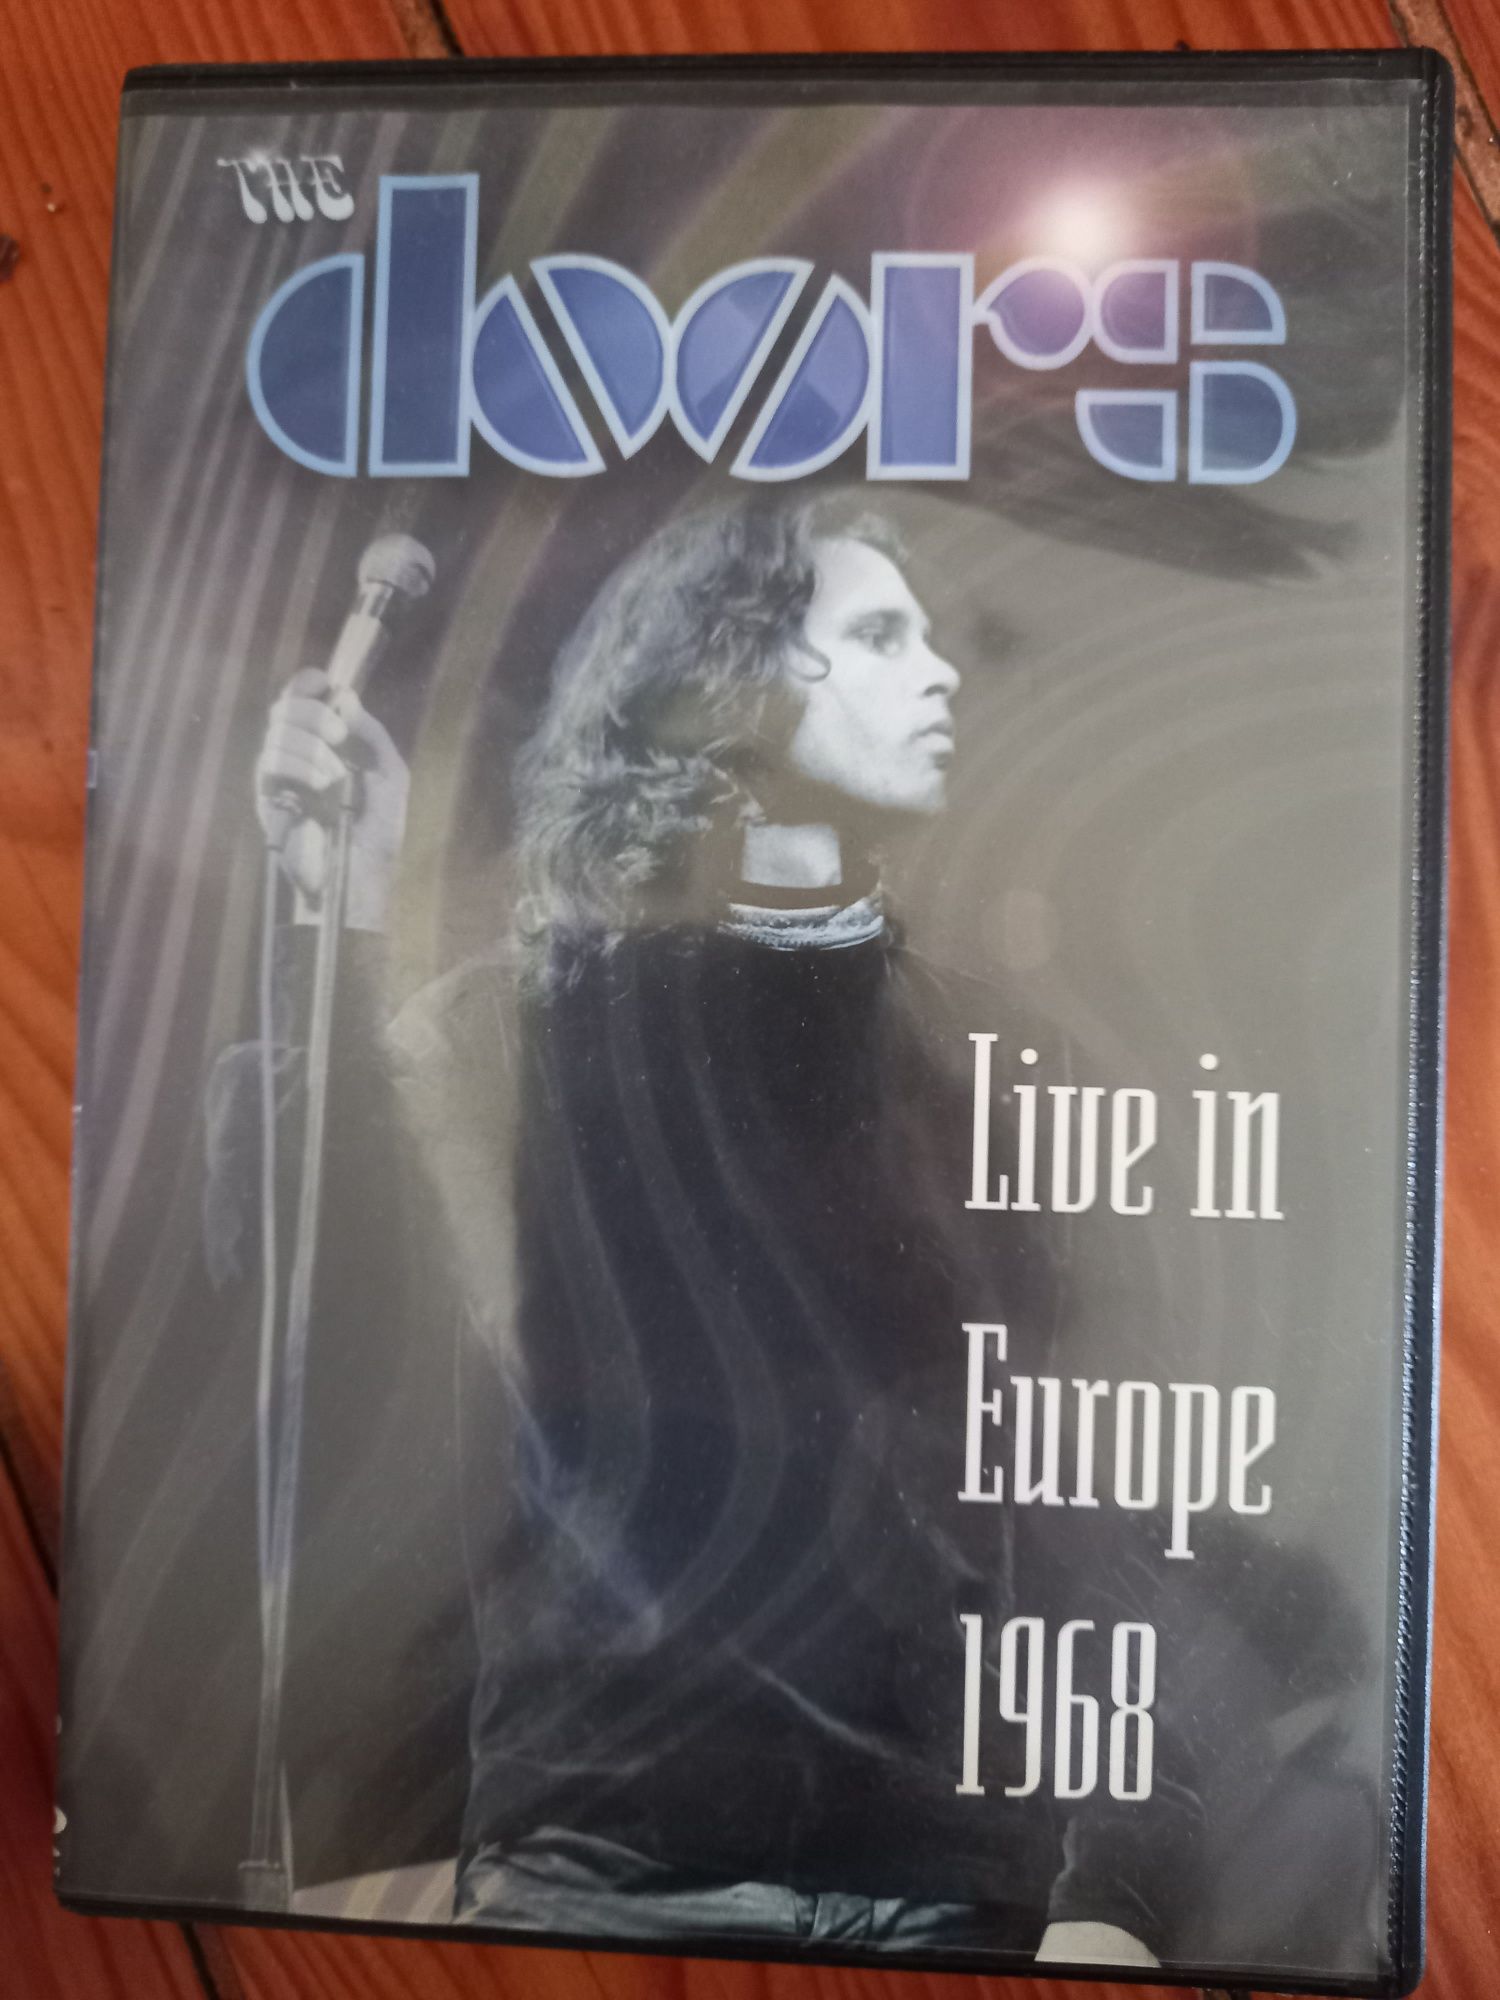 THE
doors
Live in
Europe
1968